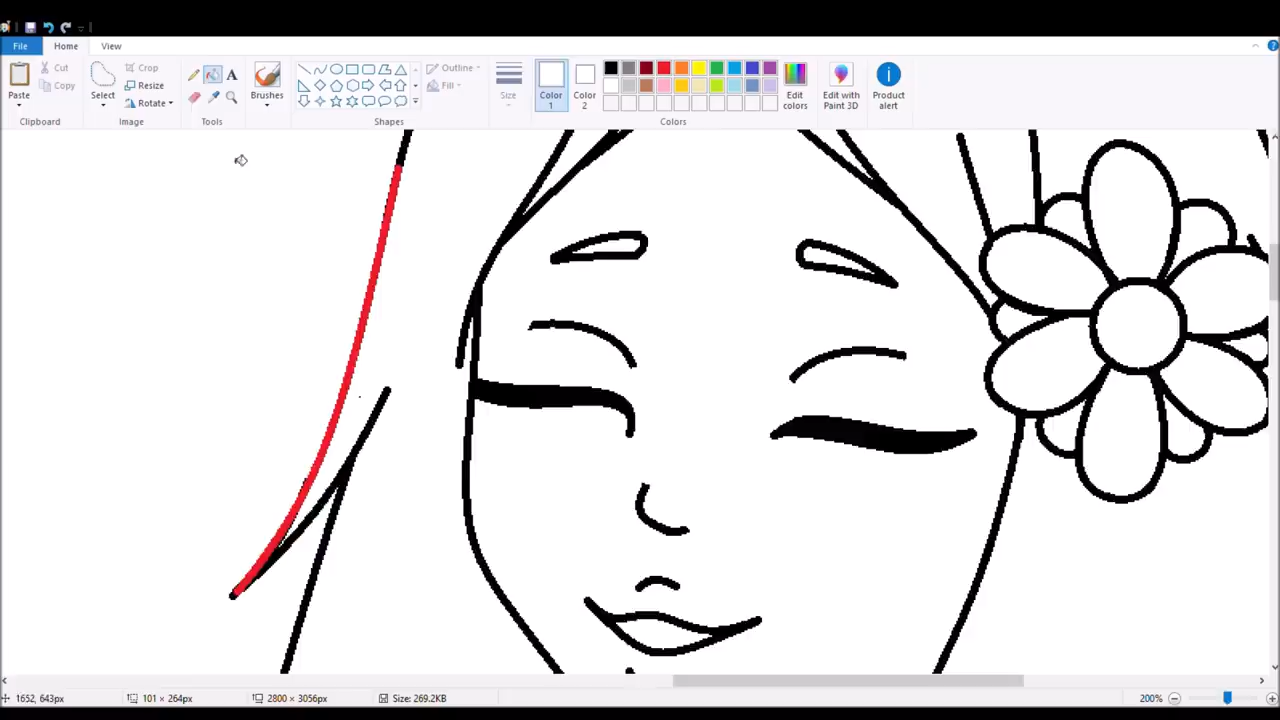 File Home View
Paste
Cut
Copy
Clipboard
Select
Crop
Resize
Rotate
Image
A
Tools
Brushes
Outline
Fill
Shapes
Size
Color 1
Color 2
Edit colors
Colors
Edit with Paint 3D
Product alert
1652, 643px 101 × 264px 2800 × 3056px Size: 269.2KB 200%